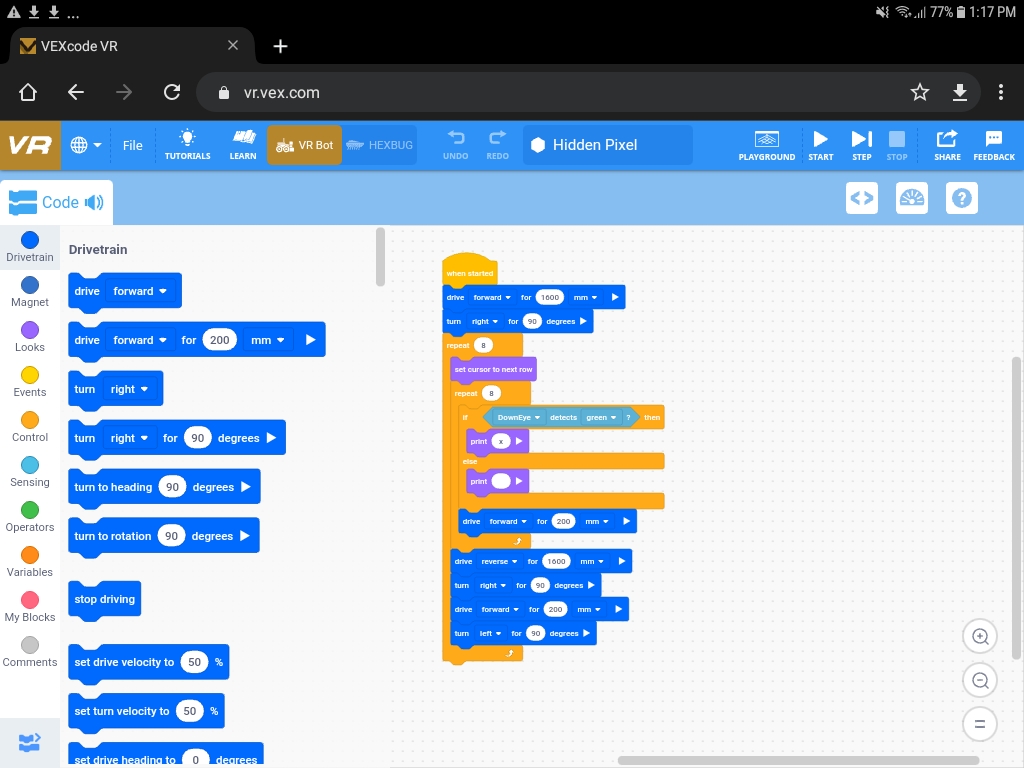 ... 77% 1:17 PM
VEXcode VR
vr.vex.com
VR File TUTORIALS LEARN VR Bot HEXBUG UNDO REDO Hidden Pixel PLAYGROUND START STEP STOP SHARE FEEDBACK
Code
Drivetrain
Magnet
Looks
Events
Control
Sensing
Operators
Variables
My Blocks
Comments
Drivetrain
drive forward
drive forward for 200 mm
turn right
turn right for 90 degrees
turn to heading 90 degrees
turn to rotation 90 degrees
stop driving
set drive velocity to 50 %
set turn velocity to 50 %
set drive heading to 0 degrees
when started
drive forward for 1600 mm
turn right for 90 degrees
repeat 8
set cursor to next row
repeat 8
if DownEye detects green ? then
print x
else
print
drive forward for 200 mm
drive reverse for 1600 mm
turn right for 90 degrees
drive forward for 200 mm
turn left for 90 degrees